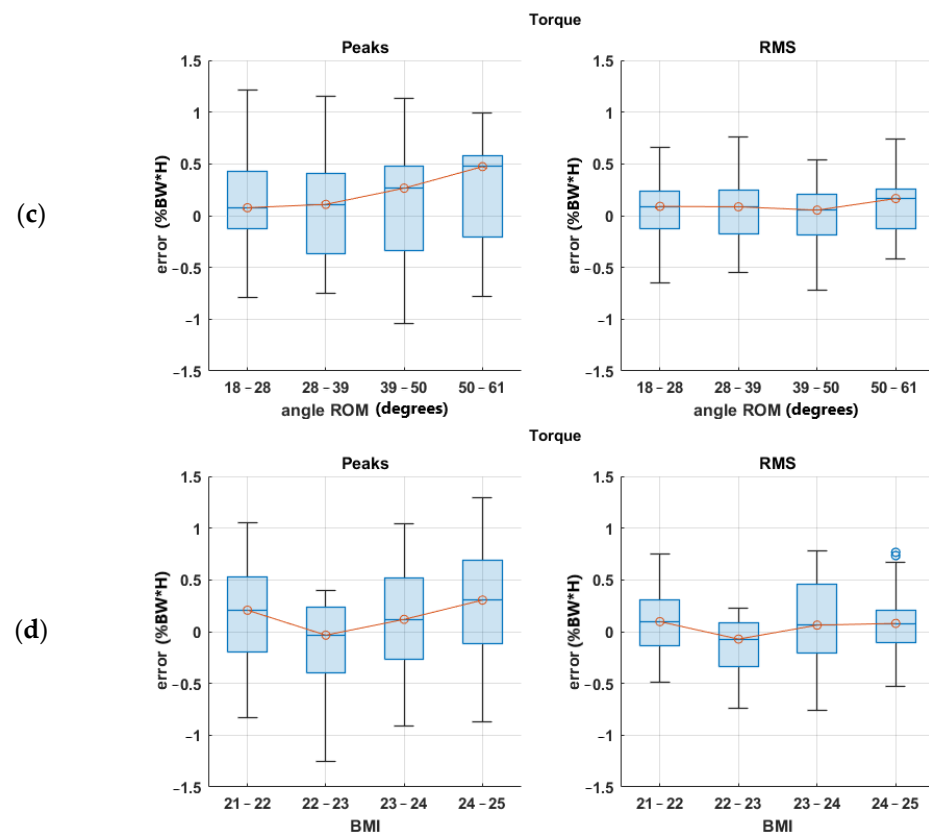 Torque
Peaks
RMS
(c)
error (%BW*H)
1.5
1
0.5
0
−0.5
−1
−1.5
18 – 28 28 – 39 39 – 50 50 – 61
angle ROM (degrees)
error (%BW*H)
1.5
1
0.5
0
−0.5
−1
−1.5
18 – 28 28 – 39 39 – 50 50 – 61
angle ROM (degrees)
Torque
Peaks
RMS
(d)
error (%BW*H)
1.5
1
0.5
0
−0.5
−1
−1.5
21 – 22 22 – 23 23 – 24 24 – 25
BMI
error (%BW*H)
1.5
1
0.5
0
−0.5
−1
−1.5
21 – 22 22 – 23 23 – 24 24 – 25
BMI